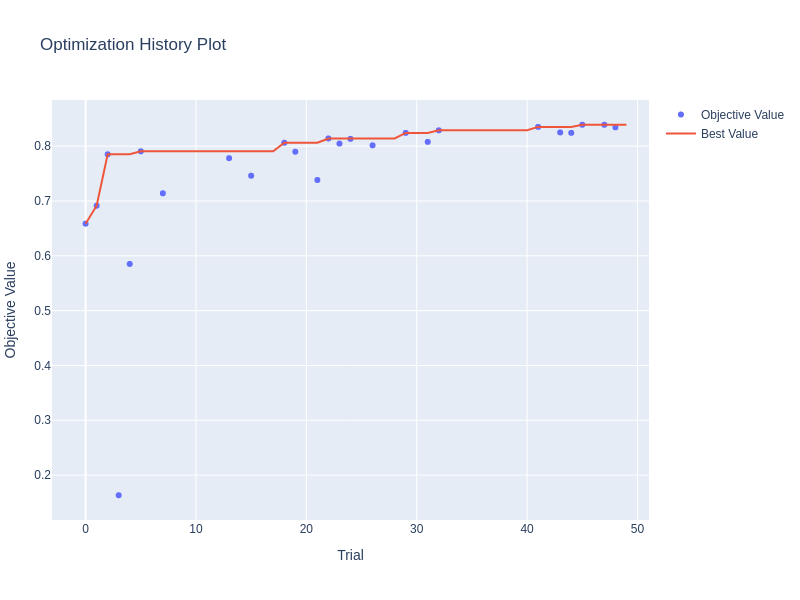 Optimization History Plot
Objective Value
Best Value
0.8
0.7
0.6
0.5
0.4
0.3
0.2
Objective Value
0 10 20 30 40 50
Trial